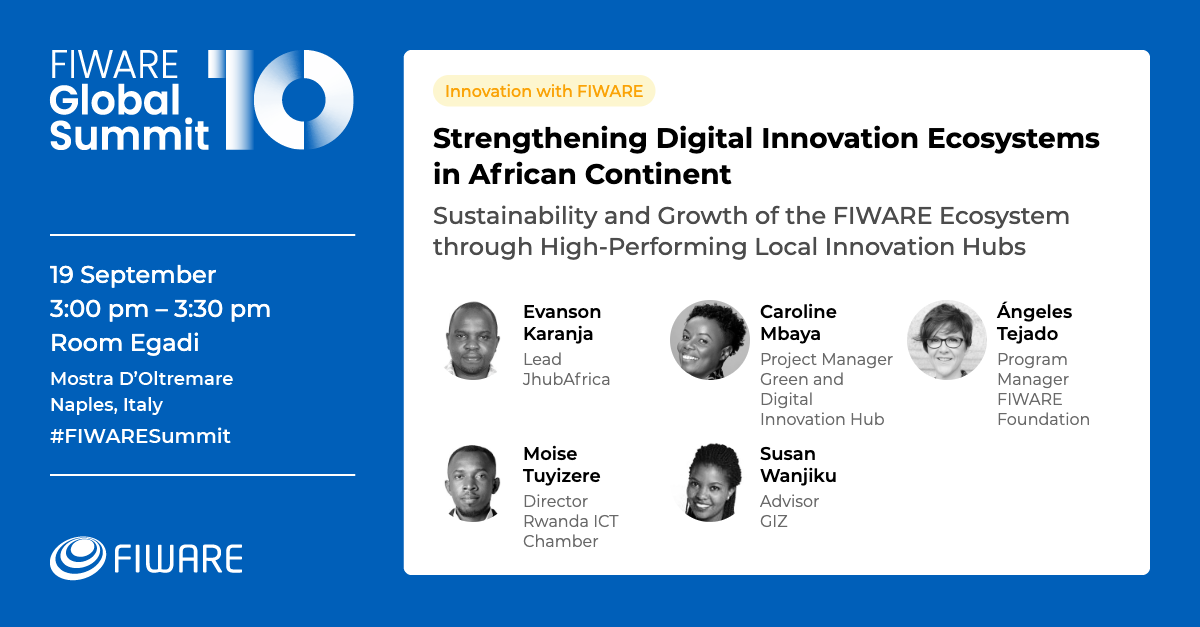 FIWARE
Global
Summit
10
19 September
3:00 pm – 3:30 pm
Room Egadi
Mostra D'Oltremare
Naples, Italy
#FIWARESummit
FIWARE
Innovation with FIWARE
Strengthening Digital Innovation Ecosystems
in African Continent
Sustainability and Growth of the FIWARE Ecosystem
through High-Performing Local Innovation Hubs
Evanson
Karanja
Lead
JhubAfrica
Caroline
Mbaya
Project Manager
Green and
Digital
Innovation Hub
Ángeles
Tejado
Program
Manager
FIWARE
Foundation
Moise
Tuyizere
Director
Rwanda ICT
Chamber
Susan
Wanjiku
Advisor
GIZ